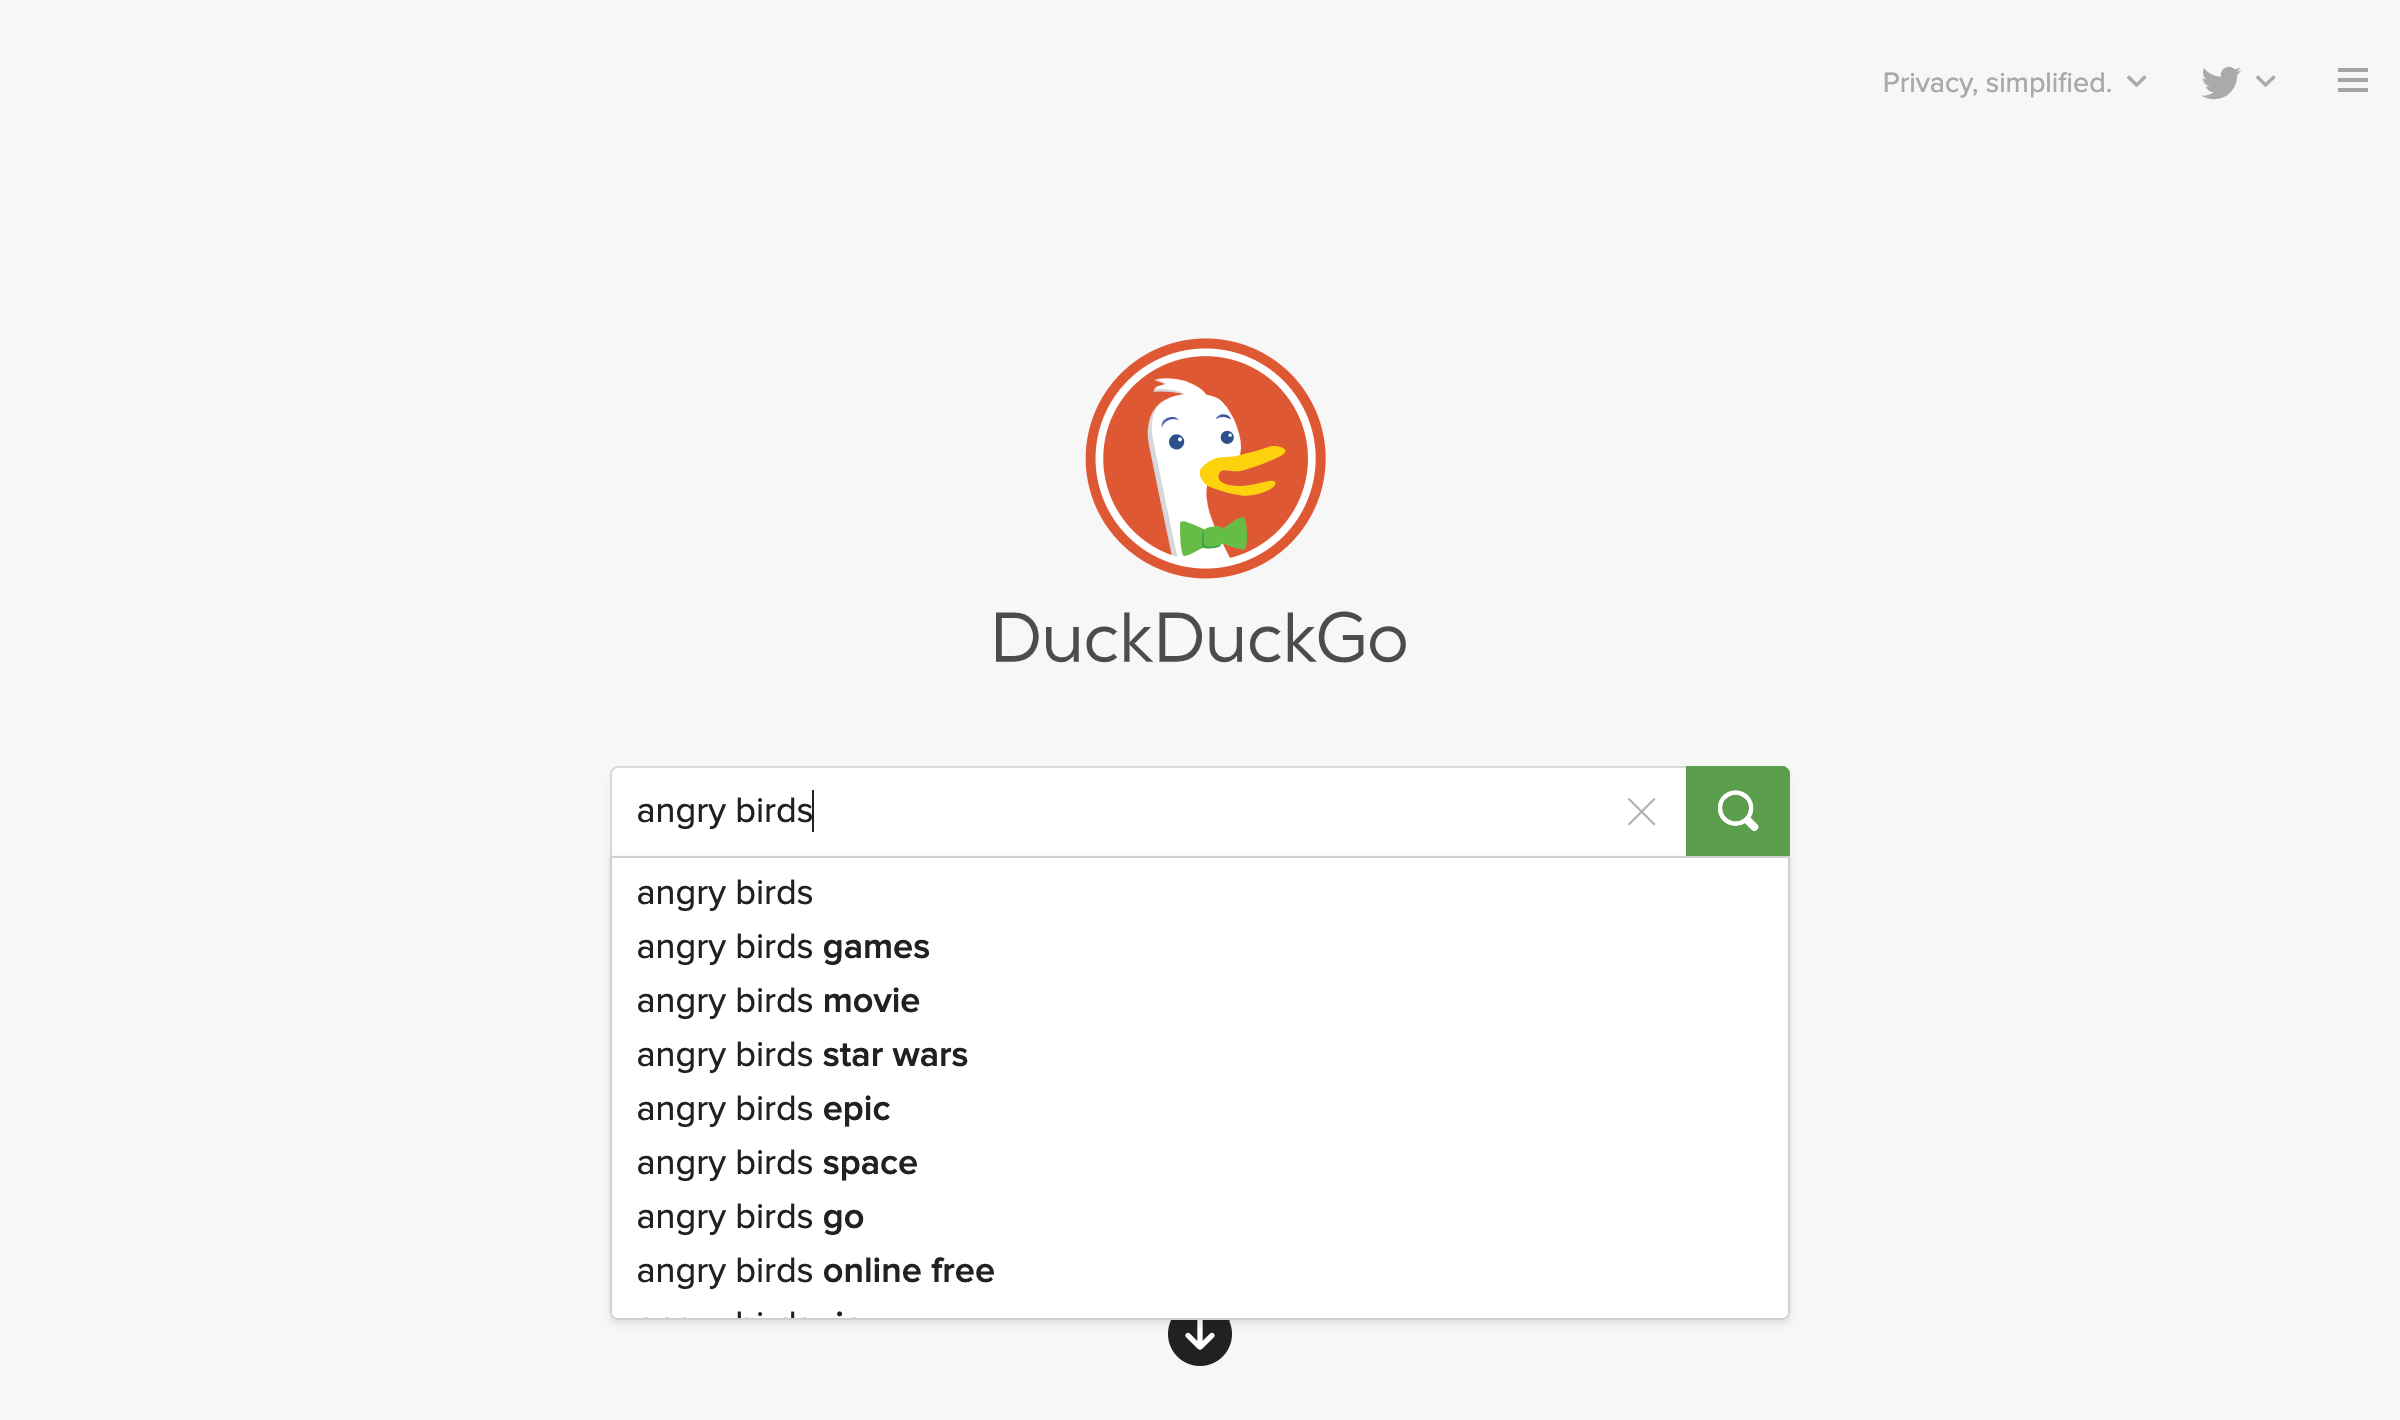 Privacy, simplified.
DuckDuckGo
angry birds
angry birds
angry birds games
angry birds movie
angry birds star wars
angry birds epic
angry birds space
angry birds go
angry birds online free